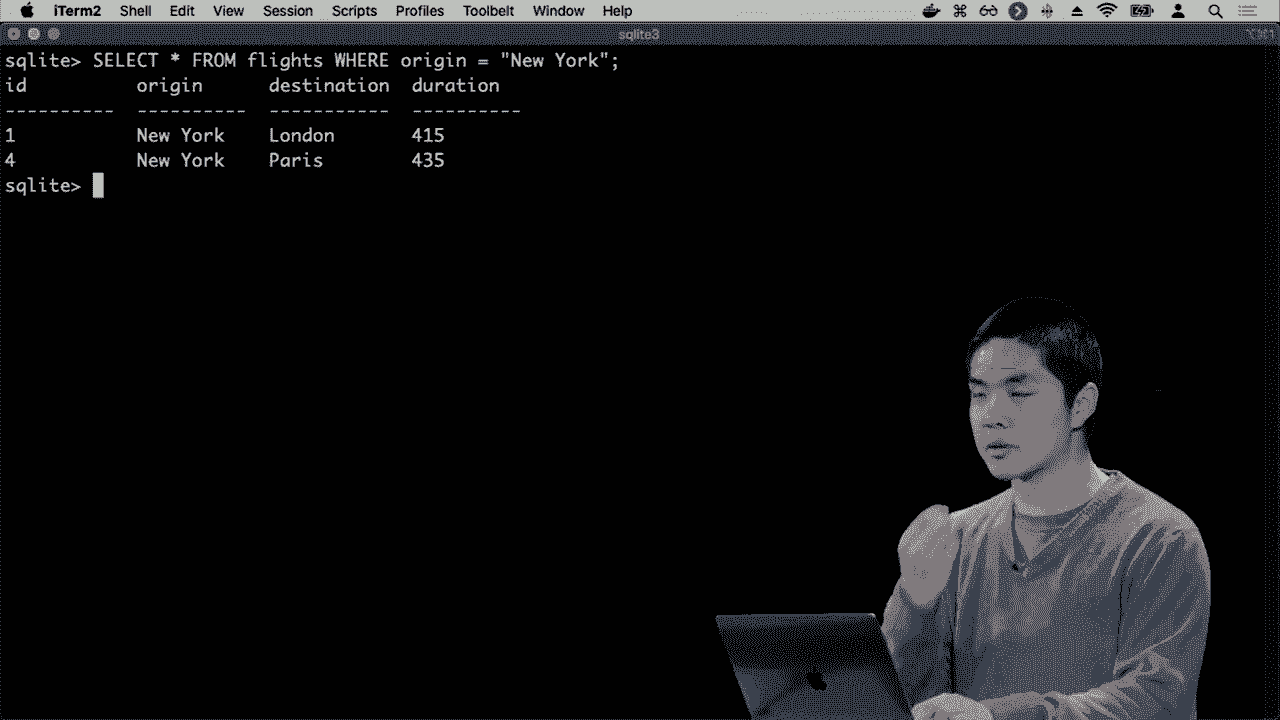 iTerm2 Shell Edit View Session Scripts Profiles Toolbelt Window Help
sqlite3
sqlite> SELECT * FROM flights WHERE origin = "New York";
id origin destination duration
---------- ---------- ----------- ----------
1 New York London 415
4 New York Paris 435
sqlite>